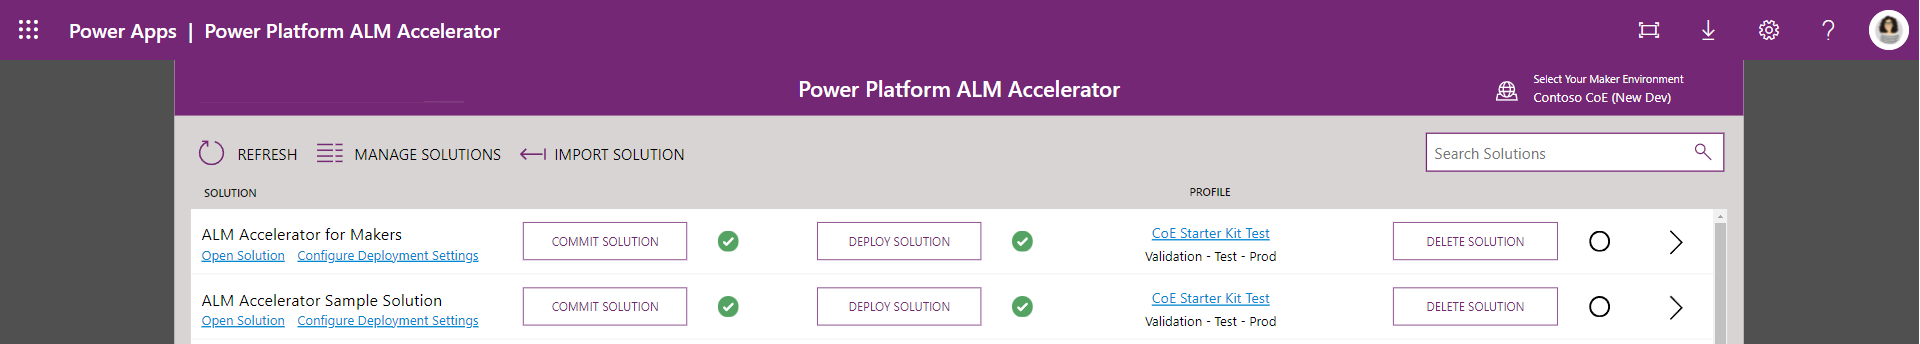 Power Apps | Power Platform ALM Accelerator
Power Platform ALM Accelerator
Select Your Maker Environment
Contoso CoE (New Dev)
REFRESH MANAGE SOLUTIONS IMPORT SOLUTION
Search Solutions
SOLUTION PROFILE
ALM Accelerator for Makers
Open Solution Configure Deployment Settings
COMMIT SOLUTION
DEPLOY SOLUTION
CoE Starter Kit Test
Validation - Test - Prod
DELETE SOLUTION
ALM Accelerator Sample Solution
Open Solution Configure Deployment Settings
COMMIT SOLUTION
DEPLOY SOLUTION
CoE Starter Kit Test
Validation - Test - Prod
DELETE SOLUTION